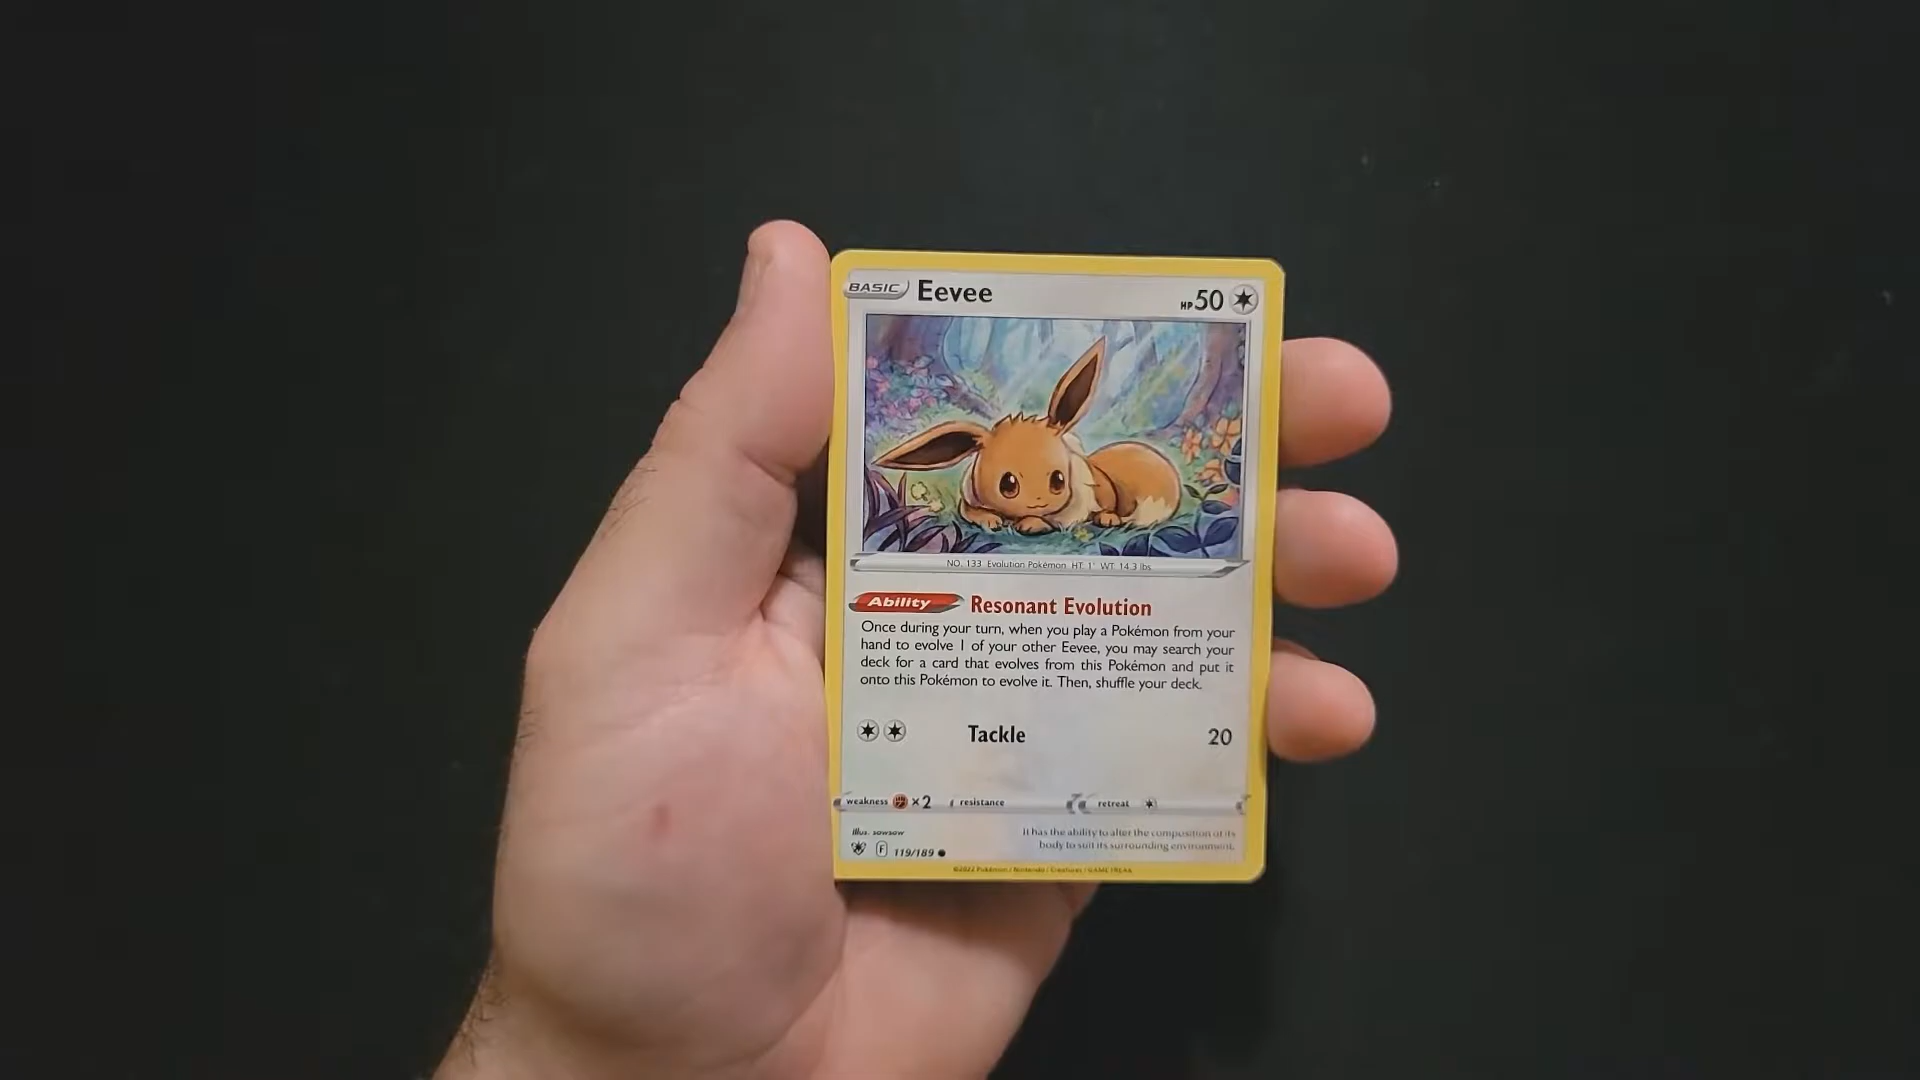 BASIC Eevee HP 50
NO. 133 Evolution Pokémon HT. 1' WT. 14.3 lbs
Ability Resonant Evolution
Once during your turn, when you play a Pokémon from your
hand to evolve 1 of your other Eevee, you may search your
deck for a card that evolves from this Pokémon and put it
onto this Pokémon to evolve it. Then, shuffle your deck.
Tackle 20
weakness ×2 resistance retreat
Illus. sowsow
It has the ability to alter the composition of its
body to suit its surrounding environment.
F 119/189
©2022 Pokémon / Nintendo / Creatures / GAME FREAK